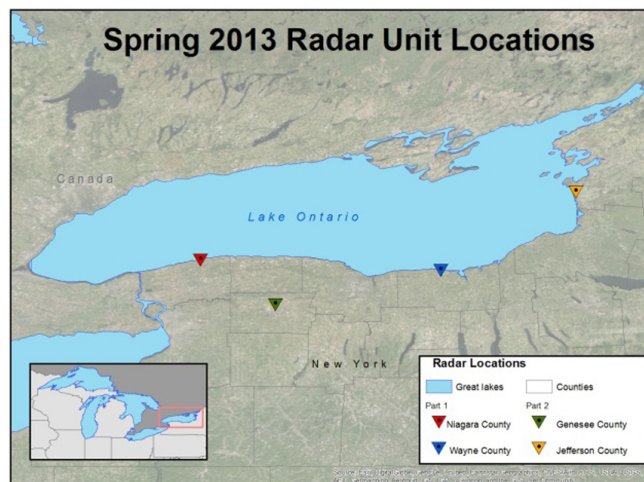 Spring 2013 Radar Unit Locations
Canada
Lake Ontario
New York
Radar Locations
Great lakes
Counties
Part 1
Part 2
Niagara County
Genesee County
Wayne County
Jefferson County